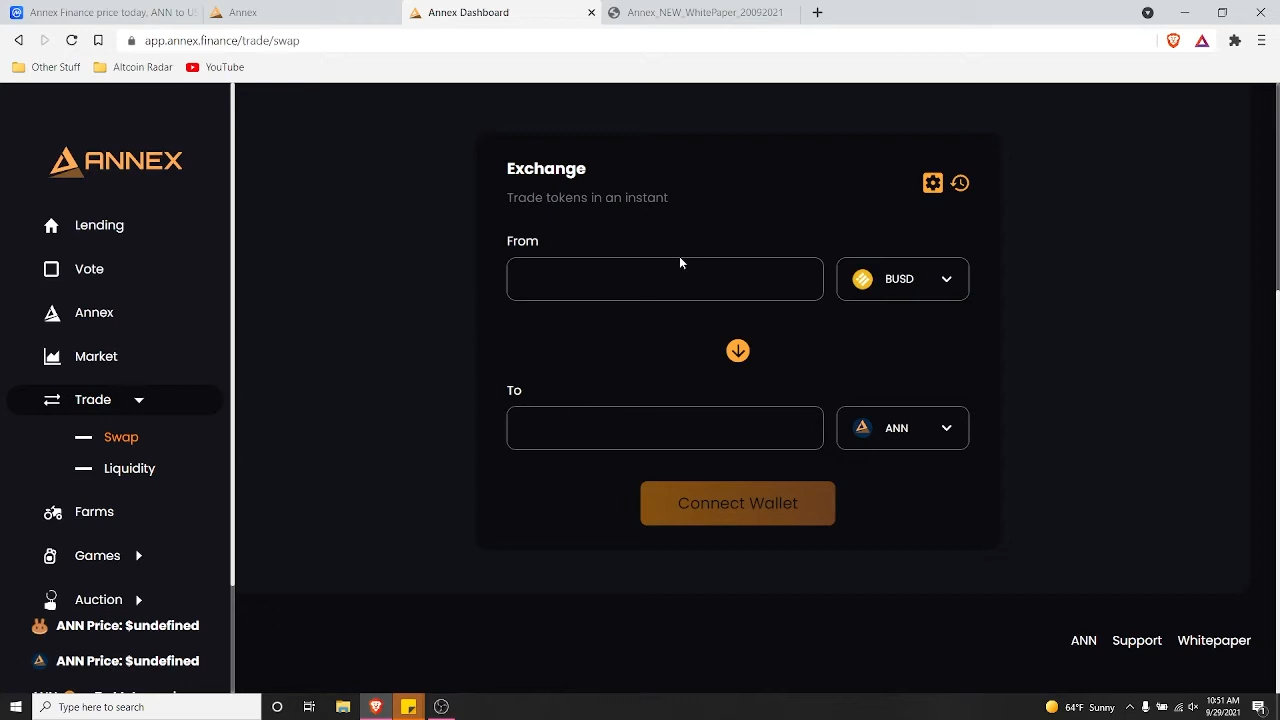 Annex Finance price today, ANN to U
Annex
Annex Dashboard
Annex_NEW_WhitePaper_20092021
app.annex.finance/trade/swap
Other Stuff
Altcoin Radar
YouTube
ANNEX
Lending
Vote
Annex
Market
Trade
Swap
Liquidity
Farms
Games
Auction
ANN Price: $undefined
ANN Price: $undefined
Exchange
Trade tokens in an instant
From
BUSD
To
ANN
Connect Wallet
ANN Support Whitepaper
Type here to search
64°F Sunny
10:51 AM
9/29/2021